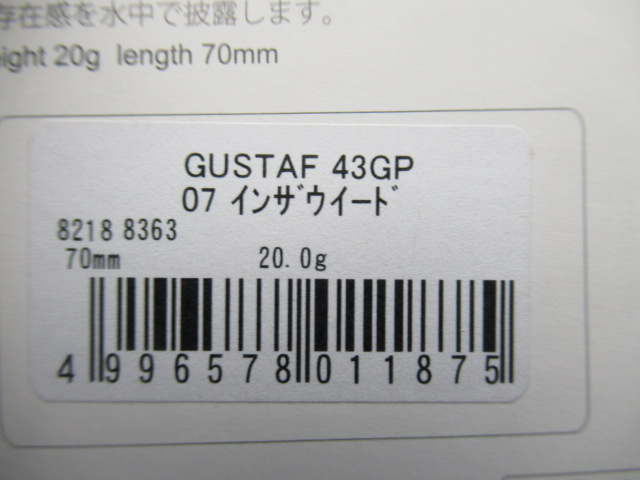 存在感を水中で披露します。
eight 20g length 70mm
GUSTAF 43GP
07 インザウイード
8218 8363
70mm 20.0g
4 996578 011875